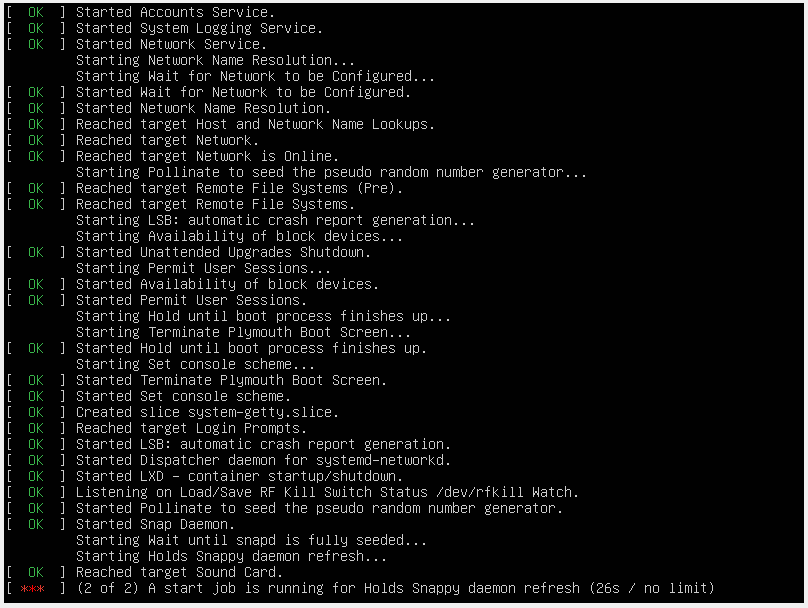 [  OK  ] Started Accounts Service.
[  OK  ] Started System Logging Service.
[  OK  ] Started Network Service.
         Starting Network Name Resolution...
         Starting Wait for Network to be Configured...
[  OK  ] Started Wait for Network to be Configured.
[  OK  ] Started Network Name Resolution.
[  OK  ] Reached target Host and Network Name Lookups.
[  OK  ] Reached target Network.
[  OK  ] Reached target Network is Online.
         Starting Pollinate to seed the pseudo random number generator...
[  OK  ] Reached target Remote File Systems (Pre).
[  OK  ] Reached target Remote File Systems.
         Starting LSB: automatic crash report generation...
         Starting Availability of block devices...
[  OK  ] Started Unattended Upgrades Shutdown.
         Starting Permit User Sessions...
[  OK  ] Started Availability of block devices.
[  OK  ] Started Permit User Sessions.
         Starting Hold until boot process finishes up...
         Starting Terminate Plymouth Boot Screen...
[  OK  ] Started Hold until boot process finishes up.
         Starting Set console scheme...
[  OK  ] Started Terminate Plymouth Boot Screen.
[  OK  ] Started Set console scheme.
[  OK  ] Created slice system-getty.slice.
[  OK  ] Reached target Login Prompts.
[  OK  ] Started LSB: automatic crash report generation.
[  OK  ] Started Dispatcher daemon for systemd-networkd.
[  OK  ] Started LXD - container startup/shutdown.
[  OK  ] Listening on Load/Save RF Kill Switch Status /dev/rfkill Watch.
[  OK  ] Started Pollinate to seed the pseudo random number generator.
[  OK  ] Started Snap Daemon.
         Starting Wait until snapd is fully seeded...
         Starting Holds Snappy daemon refresh...
[  OK  ] Reached target Sound Card.
[ *** ] (2 of 2) A start job is running for Holds Snappy daemon refresh (26s / no limit)